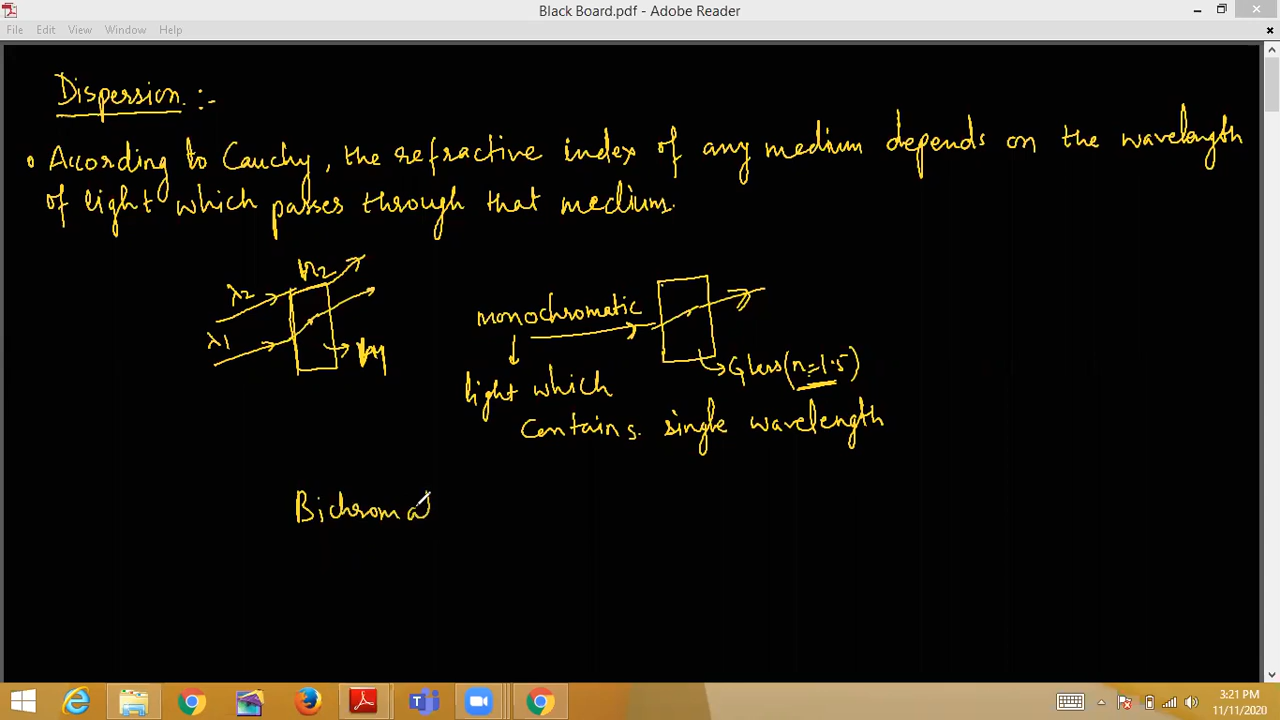 Black Board.pdf - Adobe Reader
File Edit View Window Help
Dispersion :-
• According to Cauchy, the refractive index of any medium depends on the wavelength
of light which passes through that medium.
n2
λ2
λ1
monochromatic
Glass(n=1.5)
light which
contains single wavelength
Bichromat
3:21 PM
11/11/2020